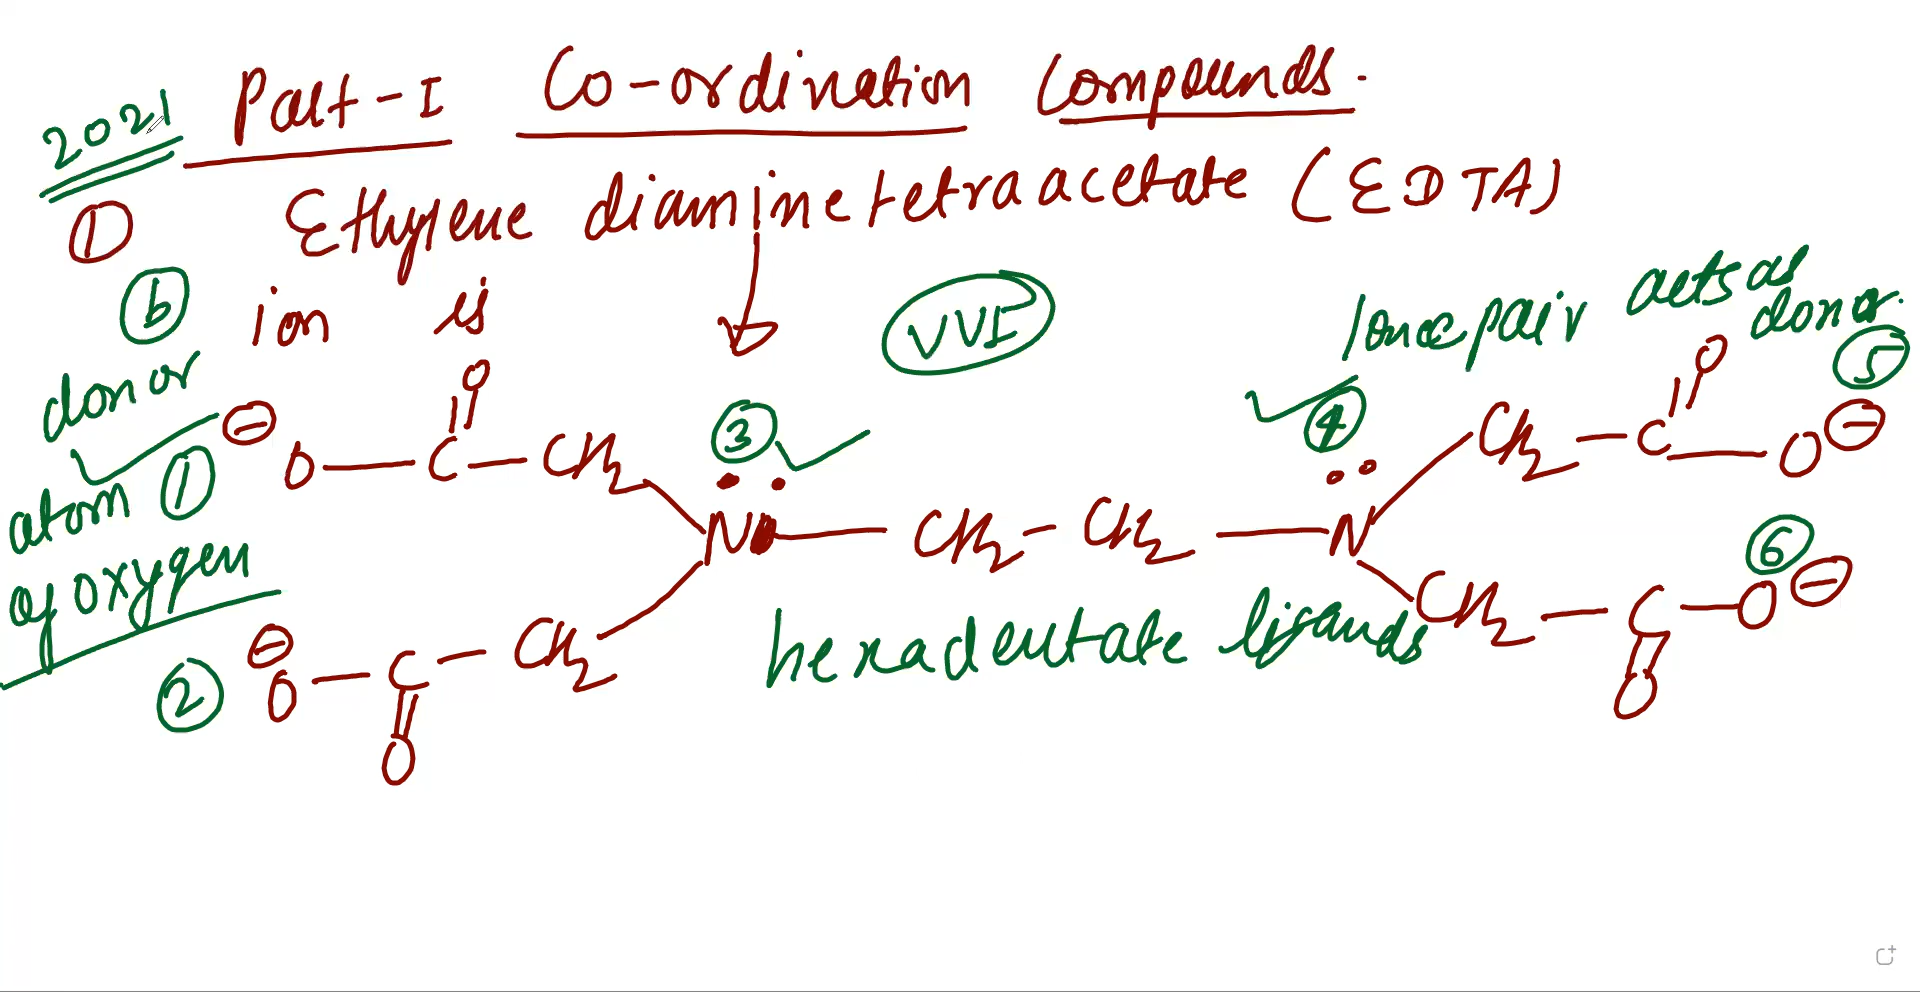 2021
Part-I Co-ordination Compounds.
① Ethylene diaminetetraacetate (EDTA)
ion is
VVI
lone pair acts as donor.
⑥ donor atom of oxygen
O ③ ④ O ⑤
⊖ O — C — CH2 CH2 — C — O ⊖
①
N — CH2 — CH2 — N
⑥
CH2 — C — O ⊖
hexadentate ligands
⊖ O — C — CH2
② O O